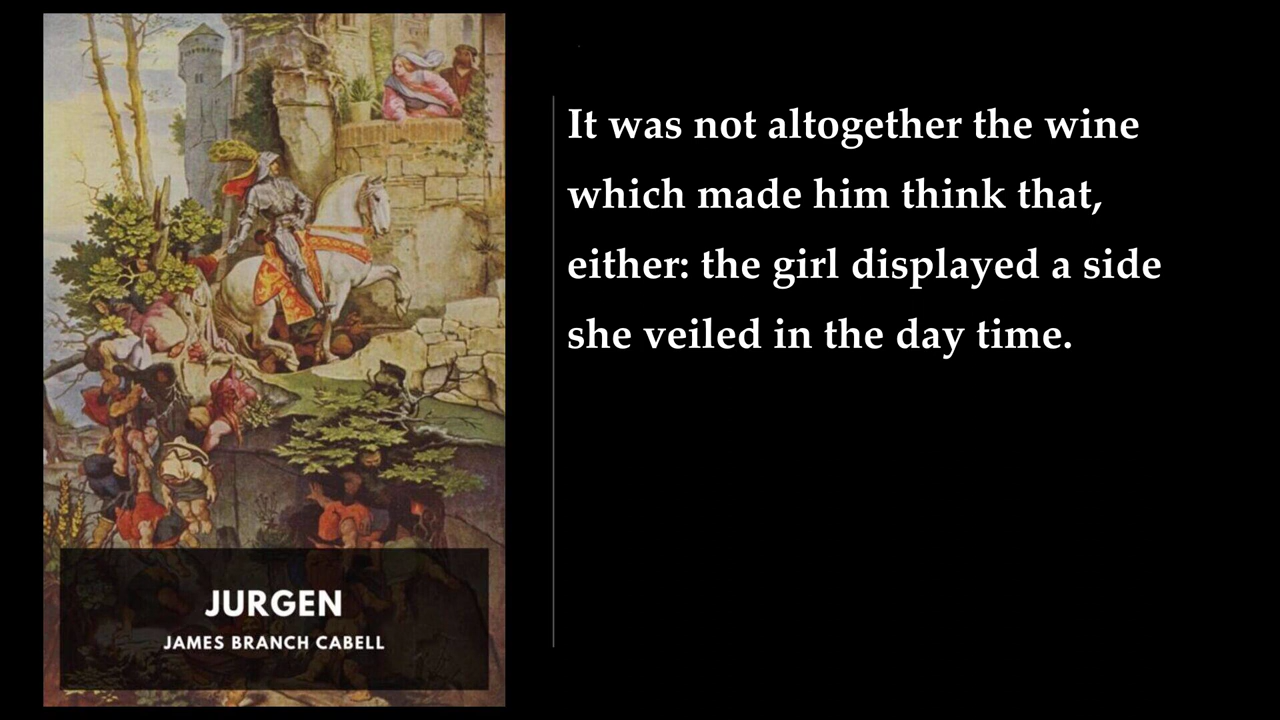 It was not altogether the wine
which made him think that,
either: the girl displayed a side
she veiled in the day time.
JURGEN
JAMES BRANCH CABELL